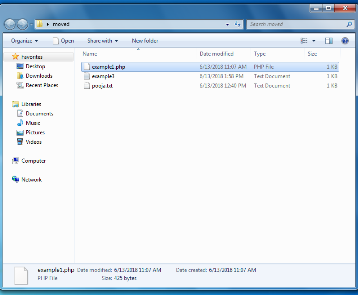 moved
Search moved
Organize Open Share with New folder
Name Date modified Type Size
example1.php 6/13/2018 11:07 AM PHP File 1 KB
example3 6/13/2018 1:58 PM Text Document 1 KB
pooja.txt 6/13/2018 12:40 PM Text Document 1 KB
Favorites
Desktop
Downloads
Recent Places
Libraries
Documents
Music
Pictures
Videos
Computer
Network
example1.php Date modified: 6/13/2018 11:07 AM Date created: 6/13/2018 11:07 AM
PHP File Size: 425 bytes